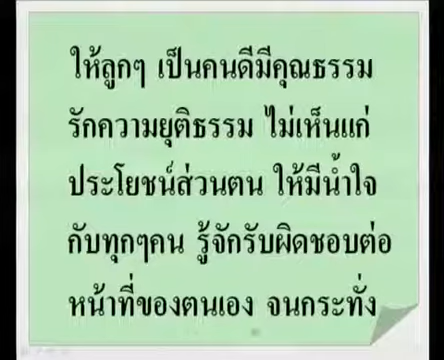 ให้ลูกๆ เป็นคนดีมีคุณธรรม
รักความยุติธรรม ไม่เห็นแก่
ประโยชน์ส่วนตน ให้มีน้ำใจ
กับทุกๆคน รู้จักรับผิดชอบต่อ
หน้าที่ของตนเอง จนกระทั่ง